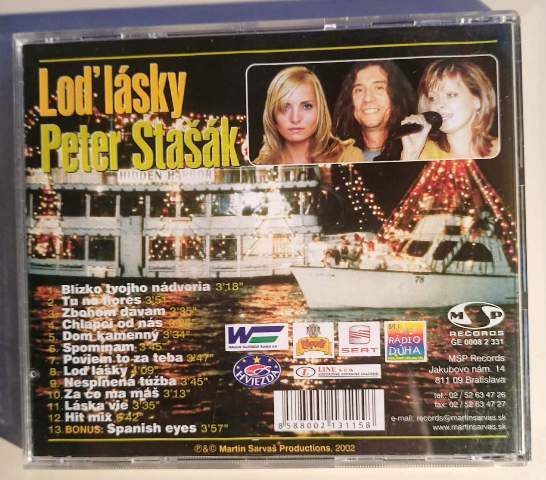 Loď lásky
Peter Stašák
HIDDEN HARBOR
1. Blízko tvojho nádvoria 3'18"
2. Tu ne llores 3'51
3. Zbohom dávam 3'35"
4. Chlapci od nás
5. Dom kamenný 3'34"
6. Spomínam 3'45"
7. Poviem to za teba 3'47"
8. Loď lásky 4'09
9. Nesplnená túžba 3'45"
10. Za čo ma máš 3'13"
11. Láska vije 3'35"
12. Hit mix 6'42"
13. BONUS: Spanish eyes 3'57"
SEAT
RADIO
DÚHA
HVIEZDA
LINE
8588002131158
MSP
RECORDS
GE 0008 2 331
MSP Records
Jakubovo nám. 14
811 09 Bratislava
tel.: 02 / 52 63 47 26
fax: 02 / 52 63 47 27
e-mail: records@martinsarvas.sk
www.martinsarvas.sk
℗&© Martin Sarvaš Productions, 2002